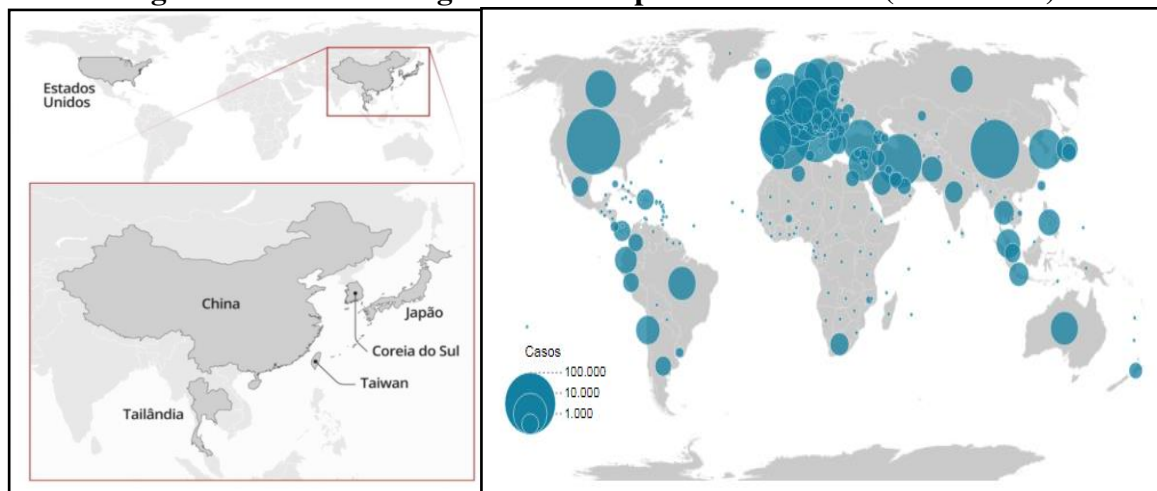 Estados
Unidos
China
Japão
Coreia do Sul
Taiwan
Tailândia
Casos
100.000
10.000
1.000